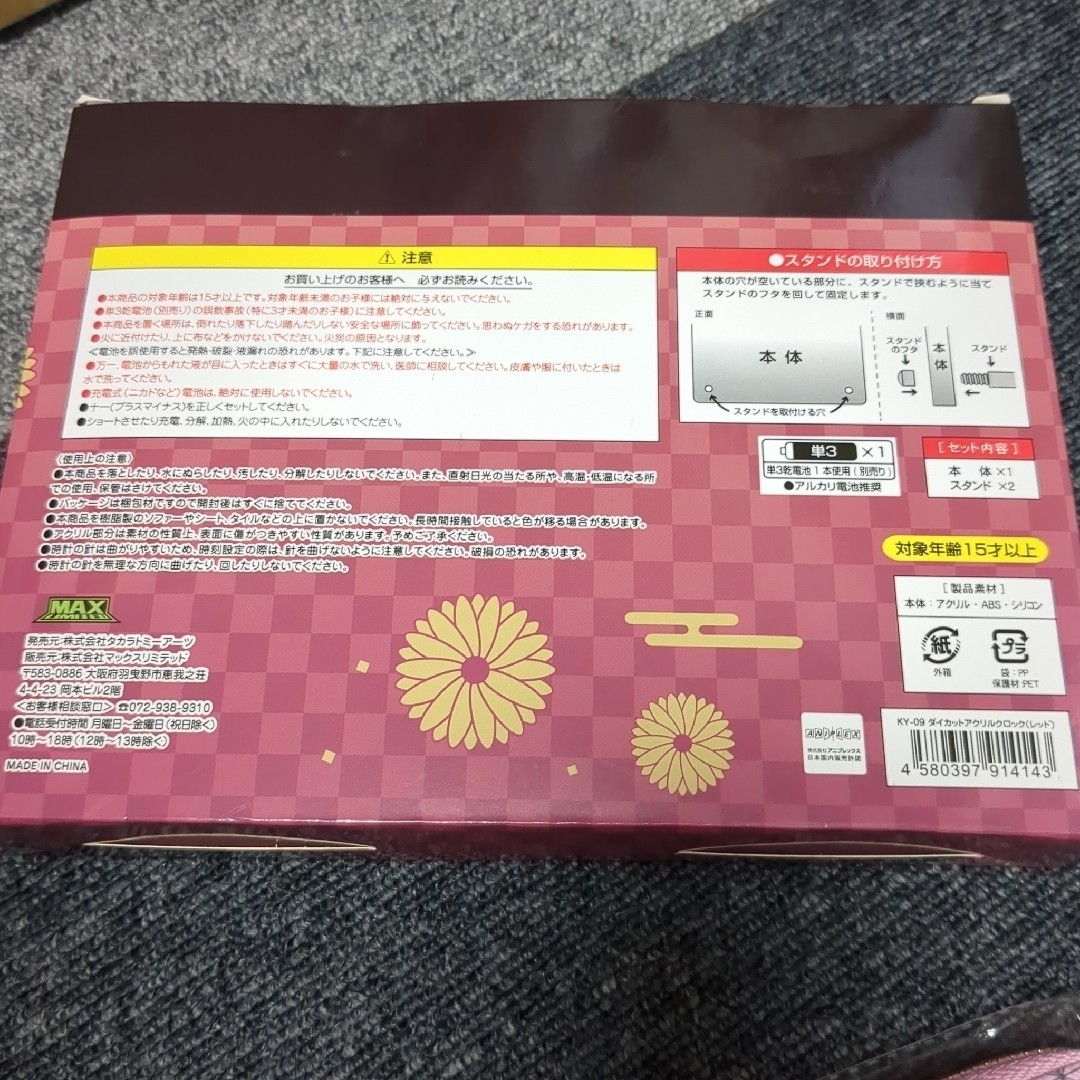 ⚠ 注意
お買い上げのお客様へ 必ずお読みください。
●本商品の対象年齢は15才以上です。対象年齢未満のお子様には絶対に与えないでください。
●単3乾電池(別売り)の誤飲事故(特に3才未満のお子様)に注意してください。
●本商品を置く場所は、倒れたり落下したり踏んだりしない安全な場所に飾ってください。思わぬケガをする恐れがあります。
●火に近付けたり、上に布などをかけないでください。火災の原因となります。
≪電池を誤使用すると発熱・破裂・液漏れの恐れがあります。下記に注意してください。≫
●万一、電池からもれた液が目に入ったときはすぐに大量の水で洗い、医師に相談してください。皮膚や服に付いたときは
水で洗ってください。
●充電式(ニカドなど)電池は、絶対に使用しないでください。
●+ー(プラスマイナス)を正しくセットしてください。
●ショートさせたり充電、分解、加熱、火の中に入れたりしないでください。
〈使用上の注意〉
●本商品を落としたり、水にぬらしたり、汚したり、分解したりしないでください。また、直射日光の当たる所や、高温・低温になる所
での使用、保管はさけてください。
●パッケージは梱包材ですので開封後はすぐに捨ててください。
●本商品を樹脂製のソファーやシート、タイルなどの上に置かないでください。長時間接触していると色が移る場合があります。
●アクリル部分は素材の性質上、表面に傷がつきやすい性質があります。予めご了承ください。
●時計の針は曲がりやすいため、時刻設定の際は、針を曲げないように注意してください。破損の恐れがあります。
●時計の針を無理な方向に曲げたり、回したりしないでください。
MAX
LIMITED
発売元:株式会社タカラトミーアーツ
販売元:株式会社マックスリミテッド
〒583-0886 大阪府羽曳野市恵我之荘
4-4-23 岡本ビル2階
<お客様相談窓口> ☎072-938-9310
●電話受付時間 月曜日〜金曜日(祝日除く)
10時〜18時(12時〜13時除く)
MADE IN CHINA
●スタンドの取り付け方
本体の穴が空いている部分に、スタンドで挟むように当て
スタンドのフタを回して固定します。
正面
本体
スタンドを取付ける穴
横面
スタンド
のフタ
本体
スタンド
単3 ×1
単3乾電池1本使用(別売り)
●アルカリ電池推奨
[セット内容]
本 体×1
スタンド ×2
対象年齢15才以上
[製品素材]
本体:アクリル・ABS・シリコン
紙
外箱
プラ
袋:PP
保護材:PET
ANIPLEX
株式会社アニプレックス
日本国内販売許諾
KY-09 ダイカットアクリルクロック(レッド)
4 580397 914143